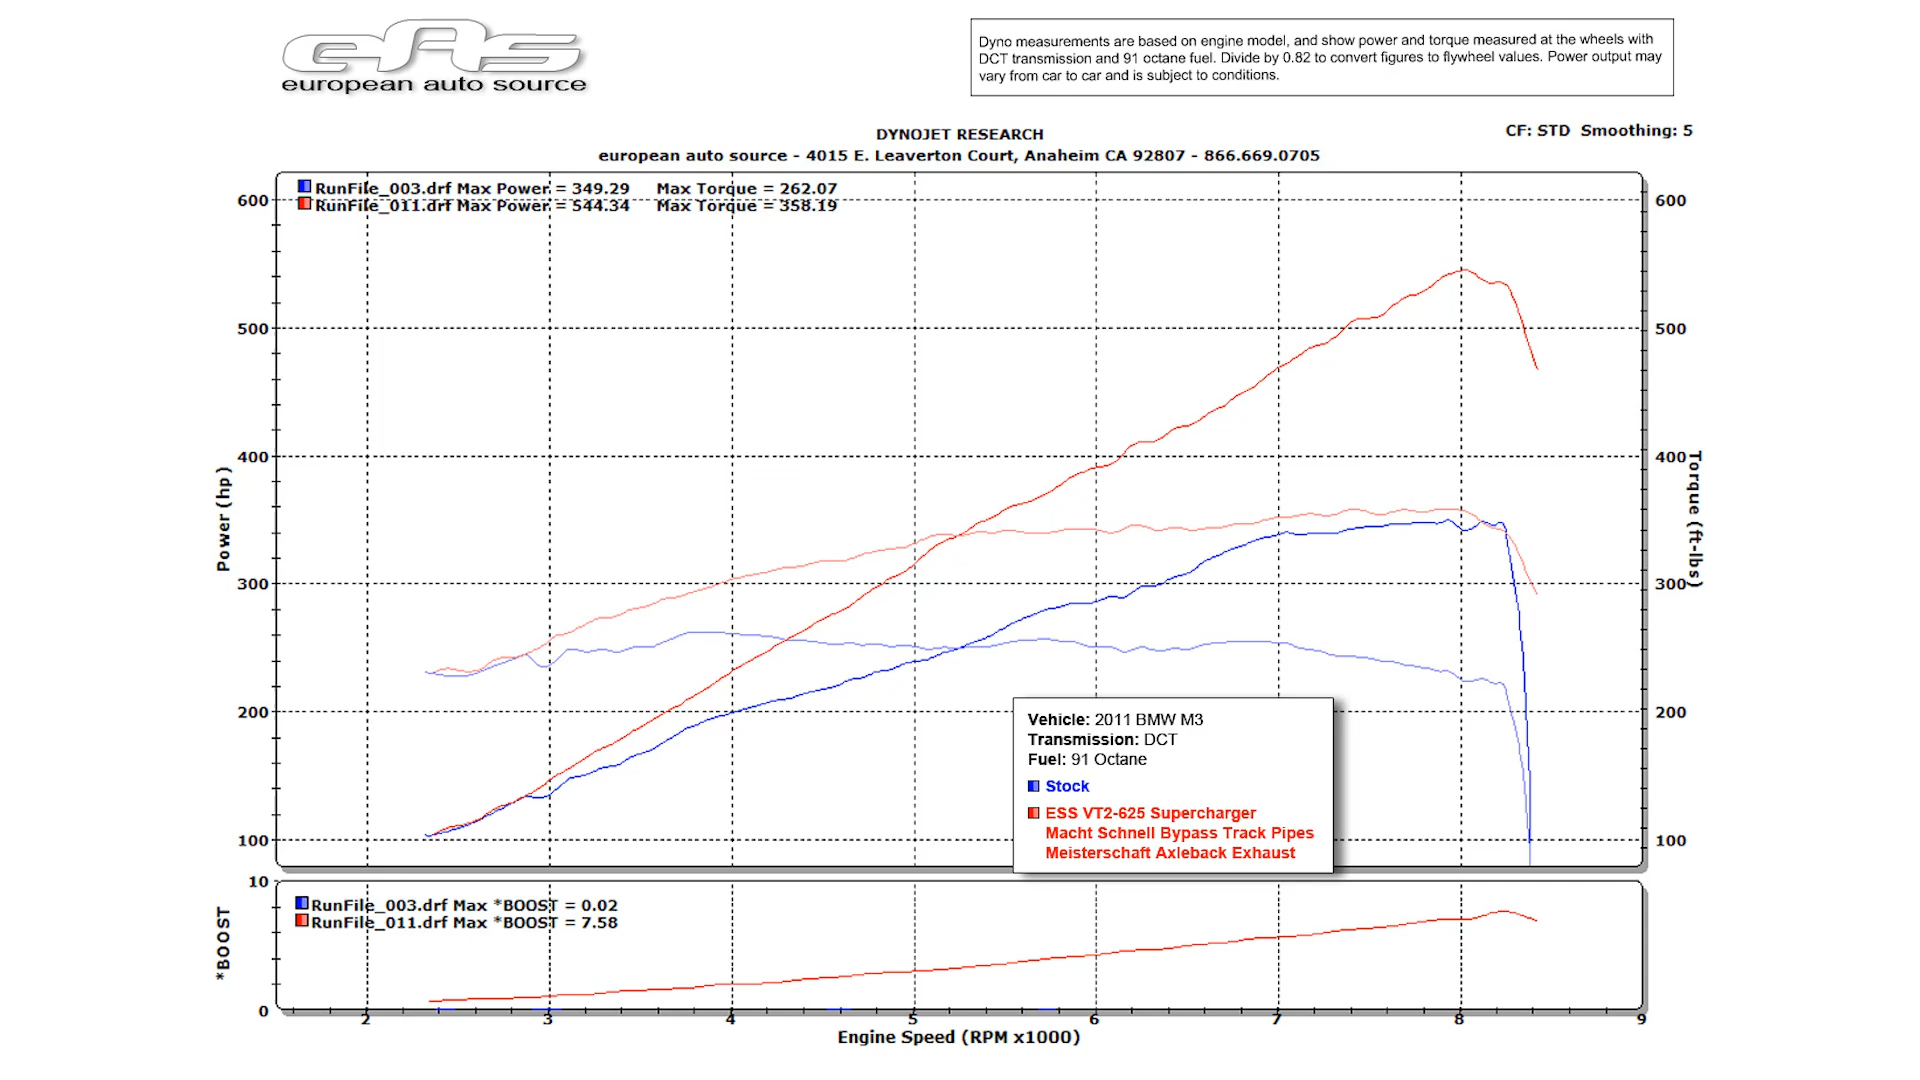 eas
european auto source
Dyno measurements are based on engine model, and show power and torque measured at the wheels with
DCT transmission and 91 octane fuel. Divide by 0.82 to convert figures to flywheel values. Power output may
vary from car to car and is subject to conditions.
DYNOJET RESEARCH
CF: STD Smoothing: 5
european auto source - 4015 E. Leaverton Court, Anaheim CA 92807 - 866.669.0705
RunFile_003.drf Max Power = 349.29 Max Torque = 262.07
RunFile_011.drf Max Power = 544.34 Max Torque = 358.19
600
600
500
500
400
400
300
300
200
200
100
100
Power (hp)
Torque (ft-lbs)
Vehicle: 2011 BMW M3
Transmission: DCT
Fuel: 91 Octane
Stock
ESS VT2-625 Supercharger
Macht Schnell Bypass Track Pipes
Meisterschaft Axleback Exhaust
10
RunFile_003.drf Max *BOOST = 0.02
RunFile_011.drf Max *BOOST = 7.58
*BOOST
0
2 3 4 5 6 7 8 9
Engine Speed (RPM x1000)